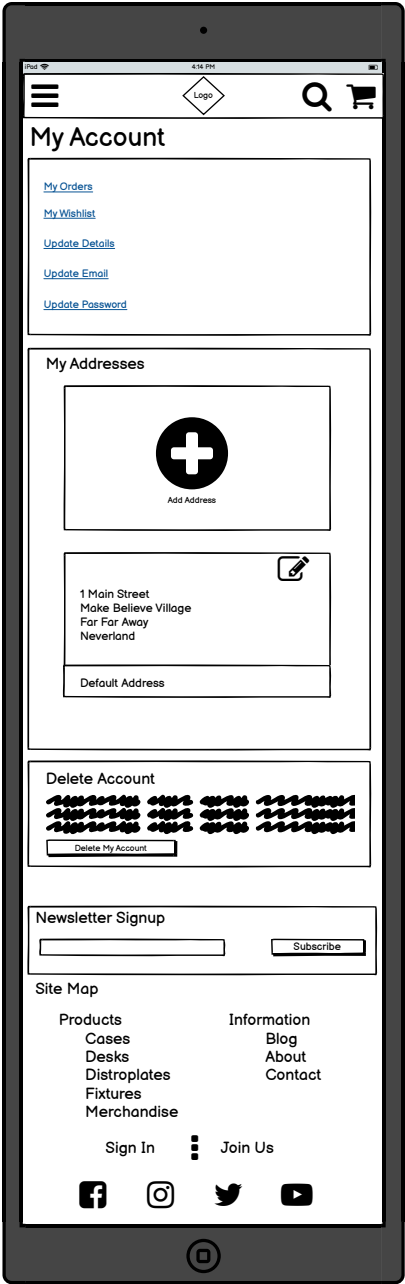 iPad 4:14 PM
Logo
My Account
My Orders
My Wishlist
Update Details
Update Email
Update Password
My Addresses
Add Address
1 Main Street
Make Believe Village
Far Far Away
Neverland
Default Address
Delete Account
Delete My Account
Newsletter Signup
Subscribe
Site Map
Products
Cases
Desks
Distroplates
Fixtures
Merchandise
Information
Blog
About
Contact
Sign In Join Us